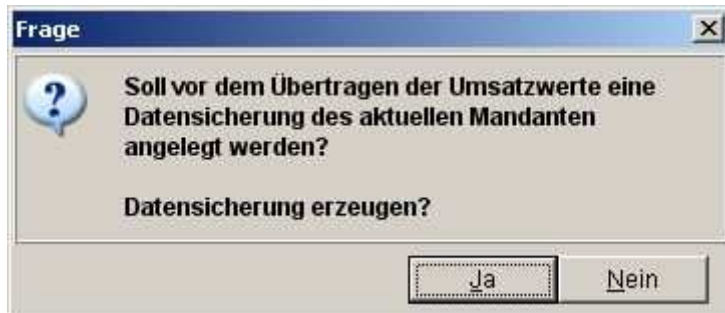 Frage
Soll vor dem Übertragen der Umsatzwerte eine
Datensicherung des aktuellen Mandanten
angelegt werden?
Datensicherung erzeugen?
Ja
Nein